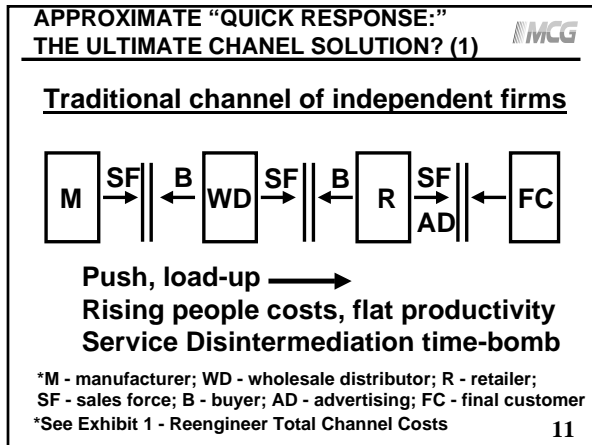 APPROXIMATE “QUICK RESPONSE:”
THE ULTIMATE CHANEL SOLUTION? (1)
MCG
Traditional channel of independent firms
M SF B WD SF B R SF AD FC
Push, load-up
Rising people costs, flat productivity
Service Disintermediation time-bomb
*M - manufacturer; WD - wholesale distributor; R - retailer;
SF - sales force; B - buyer; AD - advertising; FC - final customer
*See Exhibit 1 - Reengineer Total Channel Costs
11